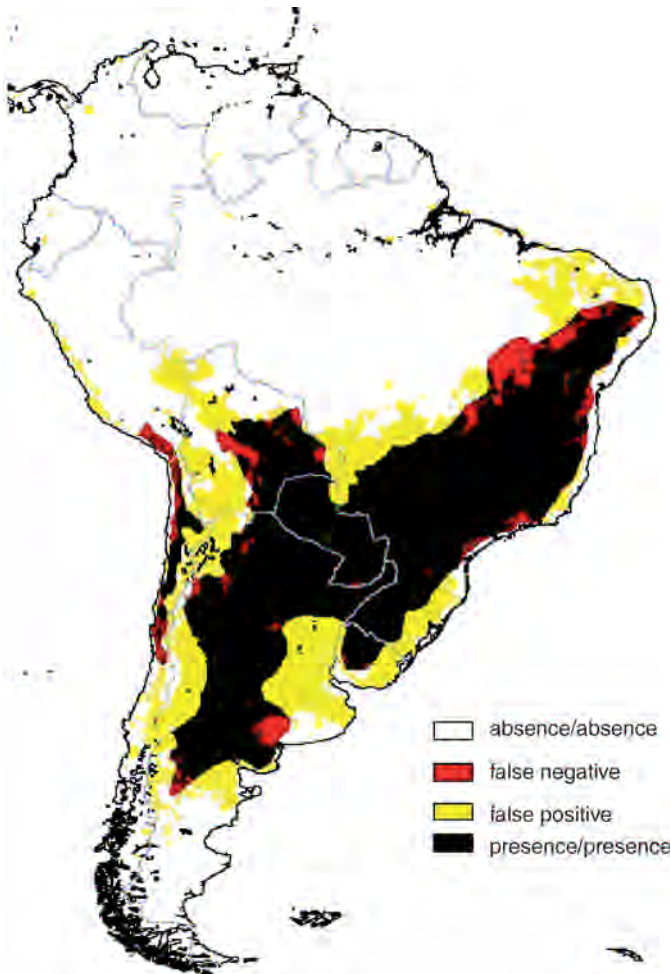 absence/absence
false negative
false positive
presence/presence